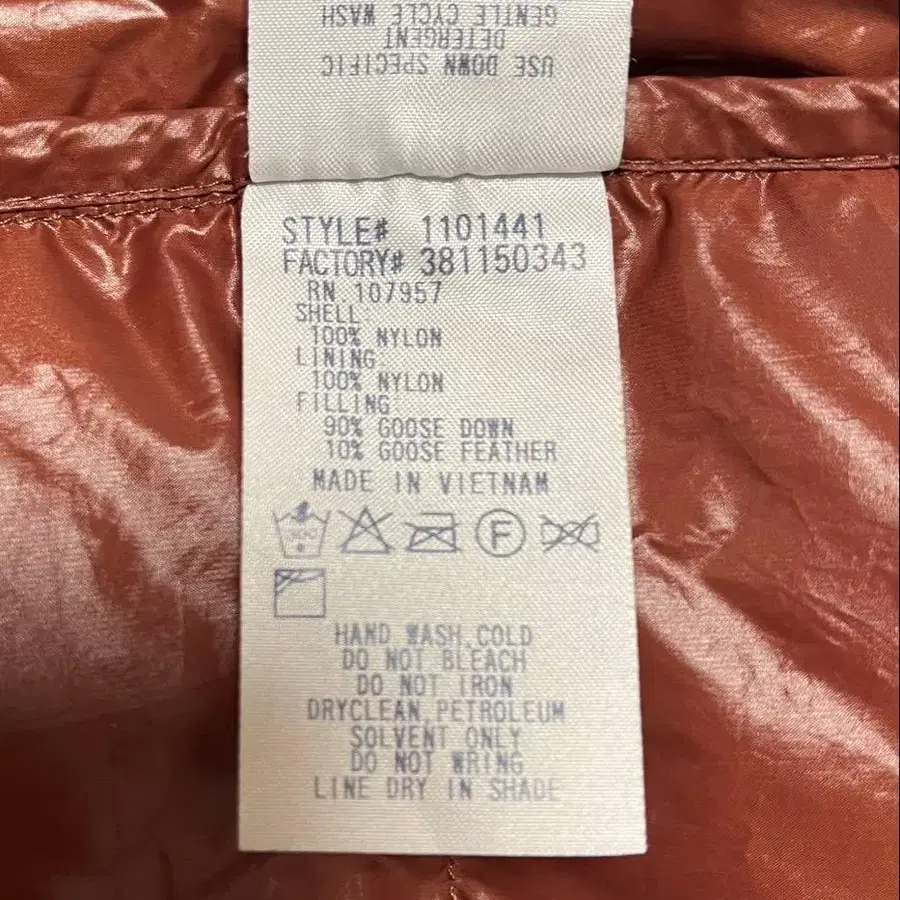 USE DOWN SPECIFIC
DETERGENT
GENTLE CYCLE WASH
STYLE# 1101441
FACTORY# 381150343
RN 107957
SHELL:
100% NYLON
LINING
100% NYLON
FILLING
90% GOOSE DOWN
10% GOOSE FEATHER
MADE IN VIETNAM
F
HAND WASH,COLD
DO NOT BLEACH
DO NOT IRON
DRYCLEAN,PETROLEUM
SOLVENT ONLY
DO NOT WRING
LINE DRY IN SHADE